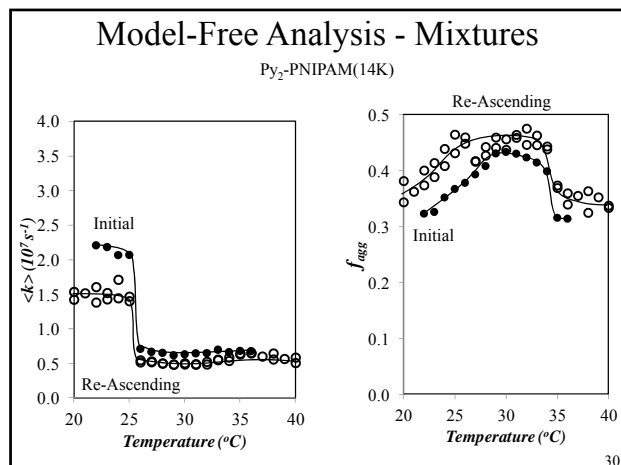 Model-Free Analysis - Mixtures
Py₂-PNIPAM(14K)
4.0
3.5
3.0
2.5
2.0
1.5
1.0
0.5
0.0
<k> (10⁷ s⁻¹)
Initial
Re-Ascending
20 25 30 35 40
Temperature (°C)
Re-Ascending
0.5
0.4
0.3
0.2
0.1
0
f_agg
Initial
20 25 30 35 40
Temperature (°C)
30